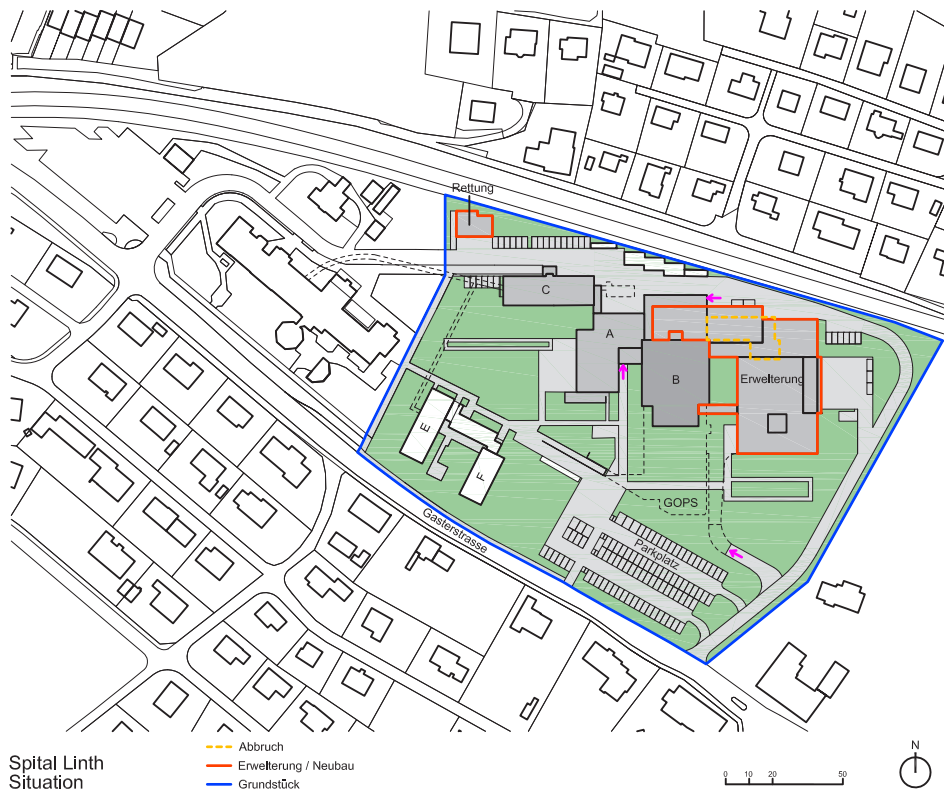 Rettung
C
A
B
Erweiterung
E
F
GOPS
Gasterstrasse
Parkplatz
Spital Linth
Situation
Abbruch
Erweiterung / Neubau
Grundstück
0 10 20 50
N